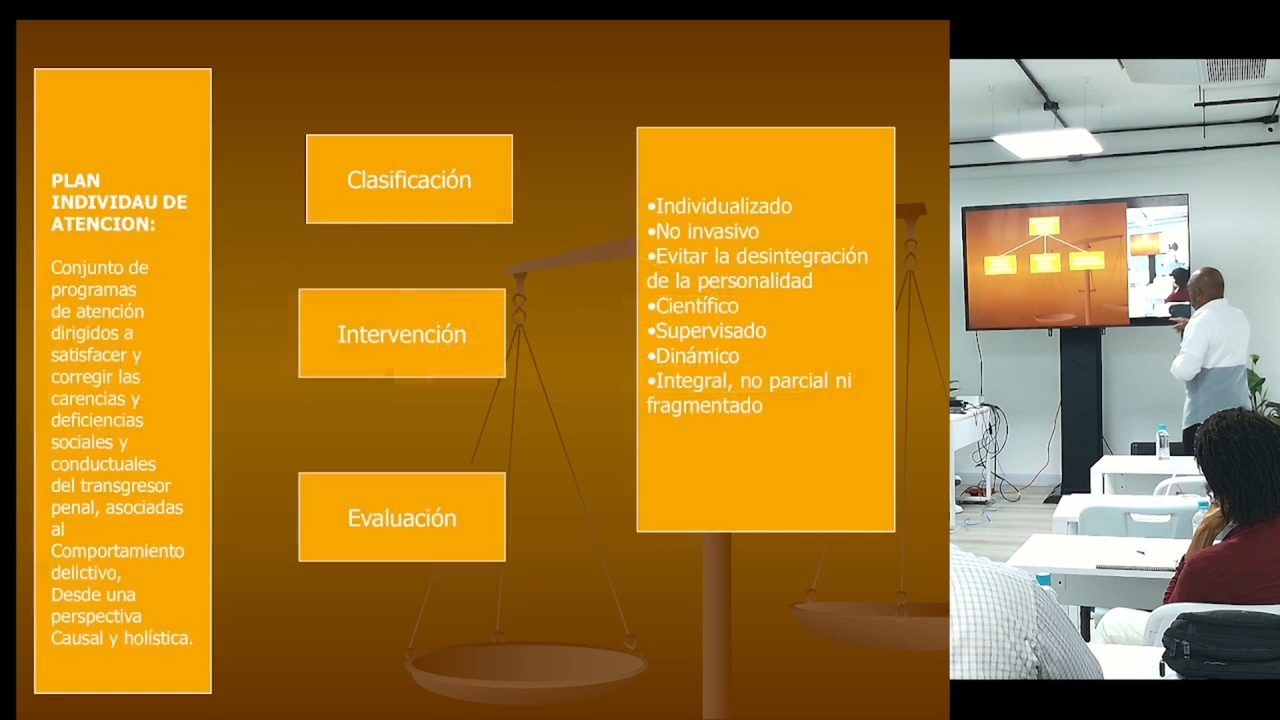 PLAN
INDIVIDAU DE
ATENCION:
Conjunto de
programas
de atención
dirigidos a
satisfacer y
corregir las
carencias y
deficiencias
sociales y
conductuales
del transgresor
penal, asociadas
al
Comportamiento
delictivo,
Desde una
perspectiva
Causal y holística.
Clasificación
Intervención
Evaluación
•Individualizado
•No invasivo
•Evitar la desintegración
de la personalidad
•Científico
•Supervisado
•Dinámico
•Integral, no parcial ni
fragmentado